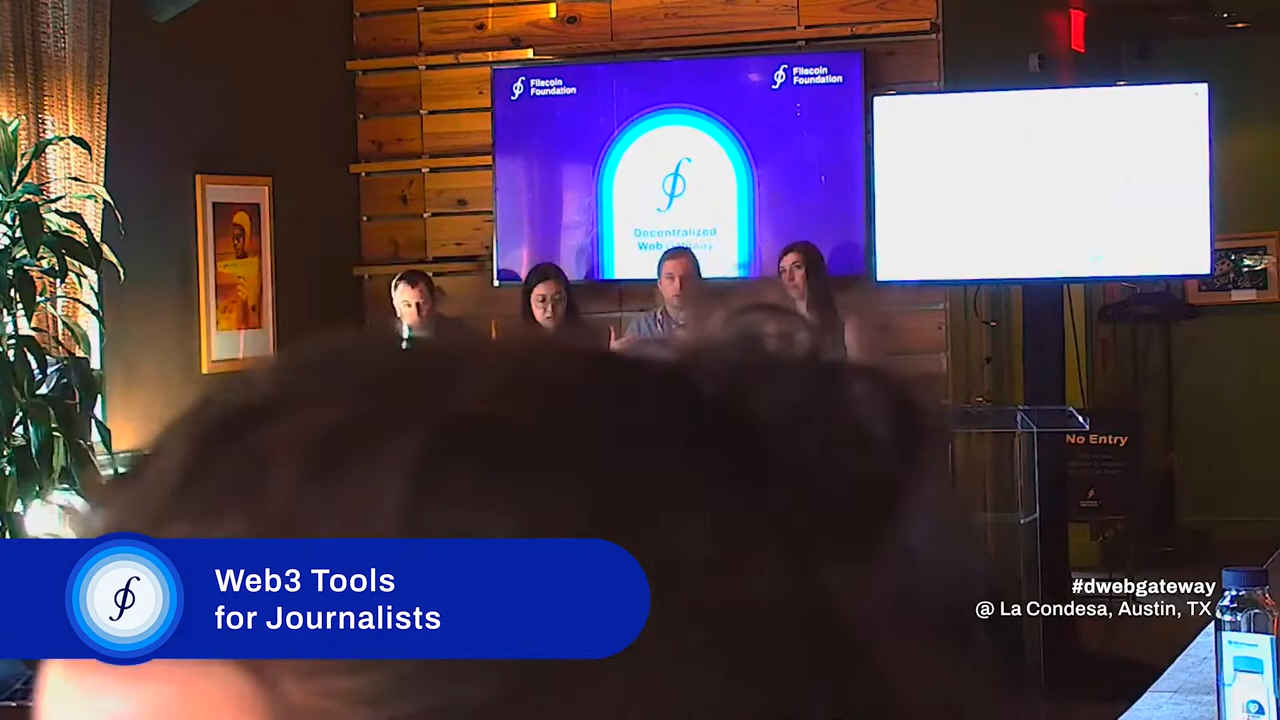 Filecoin
Foundation
Filecoin
Foundation
Decentralized
Web Gateway
No Entry
Web3 Tools
for Journalists
#dwebgateway
@ La Condesa, Austin, TX